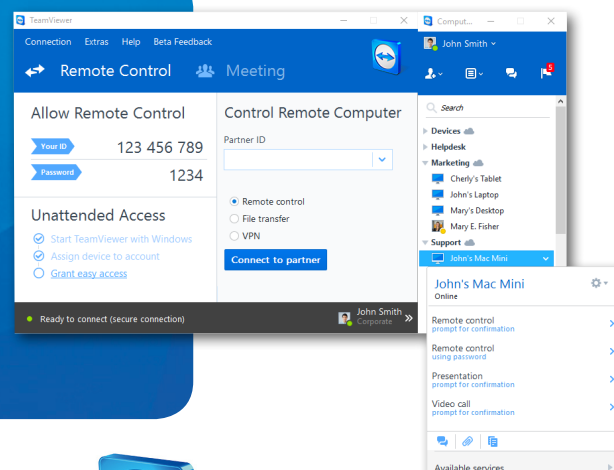 TeamViewer
Connection Extras Help Beta Feedback
Remote Control Meeting
Allow Remote Control
Your ID 123 456 789
Password 1234
Unattended Access
Start TeamViewer with Windows
Assign device to account
Grant easy access
Control Remote Computer
Partner ID
Remote control
File transfer
VPN
Connect to partner
Ready to connect (secure connection)
John Smith
Corporate
Comput...
John Smith
5
Search
Devices
Helpdesk
Marketing
Cherly's Tablet
John's Laptop
Mary's Desktop
Mary E. Fisher
Support
John's Mac Mini
John's Mac Mini
Online
Remote control
prompt for confirmation
Remote control
using password
Presentation
prompt for confirmation
Video call
prompt for confirmation
Available services